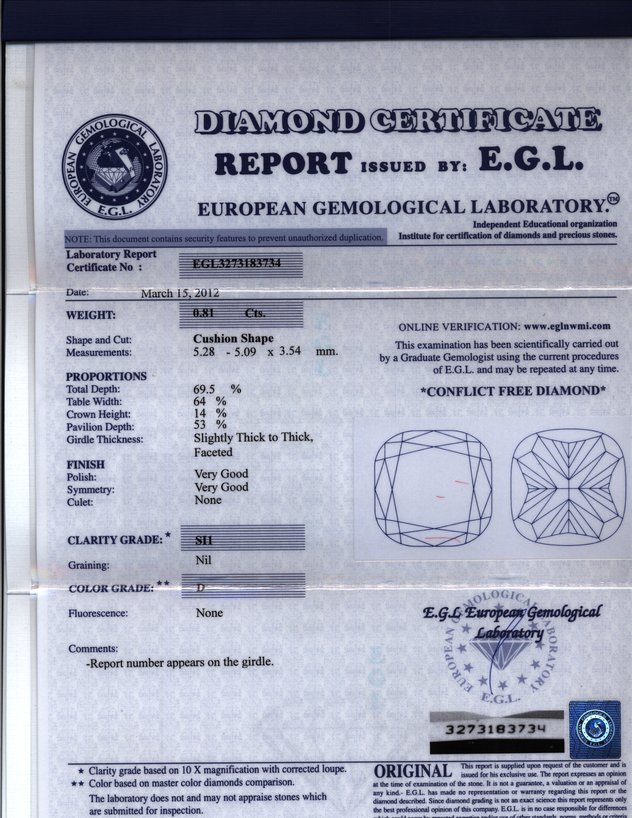 DIAMOND CERTIFICATE
REPORT ISSUED BY: E.G.L.
EUROPEAN GEMOLOGICAL LABORATORY.™
Independent Educational organization
Institute for certification of diamonds and precious stones.
EUROPEAN GEMOLOGICAL LABORATORY
E.G.L.
NOTE: This document contains security features to prevent unauthorized duplication.
Laboratory Report
Certificate No : EGL3273183734
Date: March 15, 2012
WEIGHT: 0.81 Cts.
Shape and Cut: Cushion Shape
Measurements: 5.28 - 5.09 x 3.54 mm.
PROPORTIONS
Total Depth: 69.5 %
Table Width: 64 %
Crown Height: 14 %
Pavilion Depth: 53 %
Girdle Thickness: Slightly Thick to Thick,
Faceted
FINISH
Polish: Very Good
Symmetry: Very Good
Culet: None
CLARITY GRADE: * SI1
Graining: Nil
COLOR GRADE: ** D
Fluorescence: None
Comments:
-Report number appears on the girdle.
ONLINE VERIFICATION: www.eglnwmi.com
This examination has been scientifically carried out
by a Graduate Gemologist using the current procedures
of E.G.L. and may be repeated at any time.
*CONFLICT FREE DIAMOND*
E.G.L European Gemological
Laboratory
EUROPEAN GEMOLOGICAL LABORATORY
E.G.L.
3273183734
* Clarity grade based on 10 X magnification with corrected loupe.
** Color based on master color diamonds comparison.
The laboratory does not and may not appraise stones which
are submitted for inspection.
ORIGINAL This report is supplied upon request of the customer and is
issued for his exclusive use. The report expresses an opinion
at the time of examination of the stone. It is not a guarantee, a valuation or an appraisal of
any kind.- E.G.L. has made no representation or warranty regarding this report or the
diamond described. Since diamond grading is not an exact science this report represents only
the best professional opinion of this company. E.G.L. is in no case responsible for differences